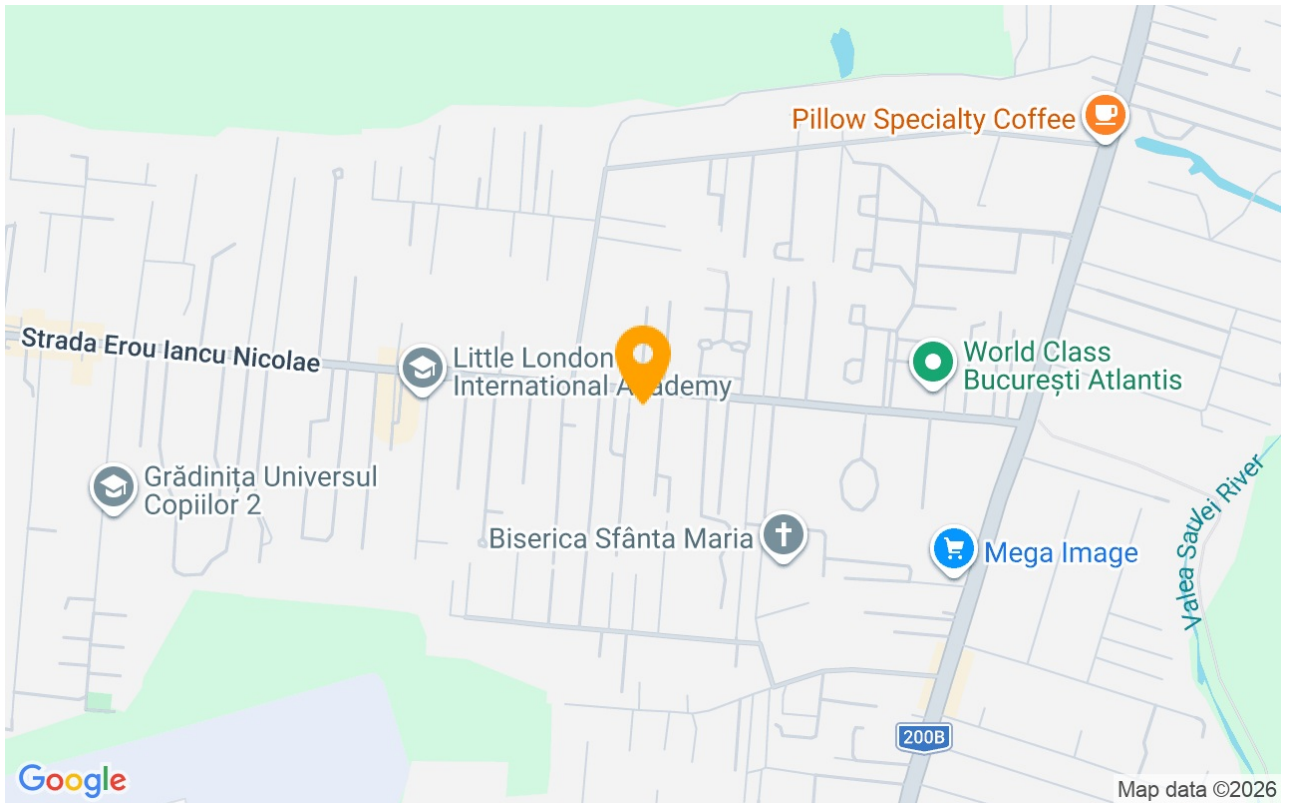 Pillow Specialty Coffee
Strada Erou Iancu Nicolae
Little London
International Academy
World Class
București Atlantis
Grădinița Universul
Copiilor 2
Biserica Sfânta Maria
Mega Image
Valea Saulei River
200B
Google
Map data ©2026